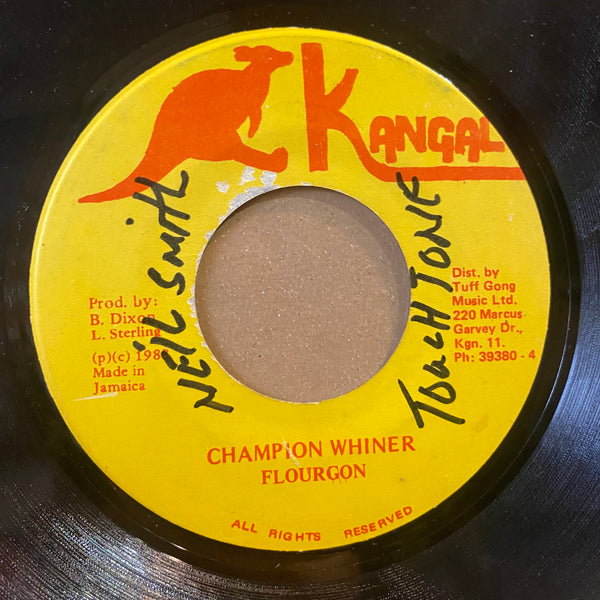 KANGAL
NEIL SMITH
TOUCH TONE
Prod. by:
B. Dixon
L. Sterling
(p)(c) 198
Made in
Jamaica
Dist. by
Tuff Gong
Music Ltd.
220 Marcus
Garvey Dr.,
Kgn. 11.
Ph: 39380 - 4
CHAMPION WHINER
FLOURGON
ALL RIGHTS RESERVED